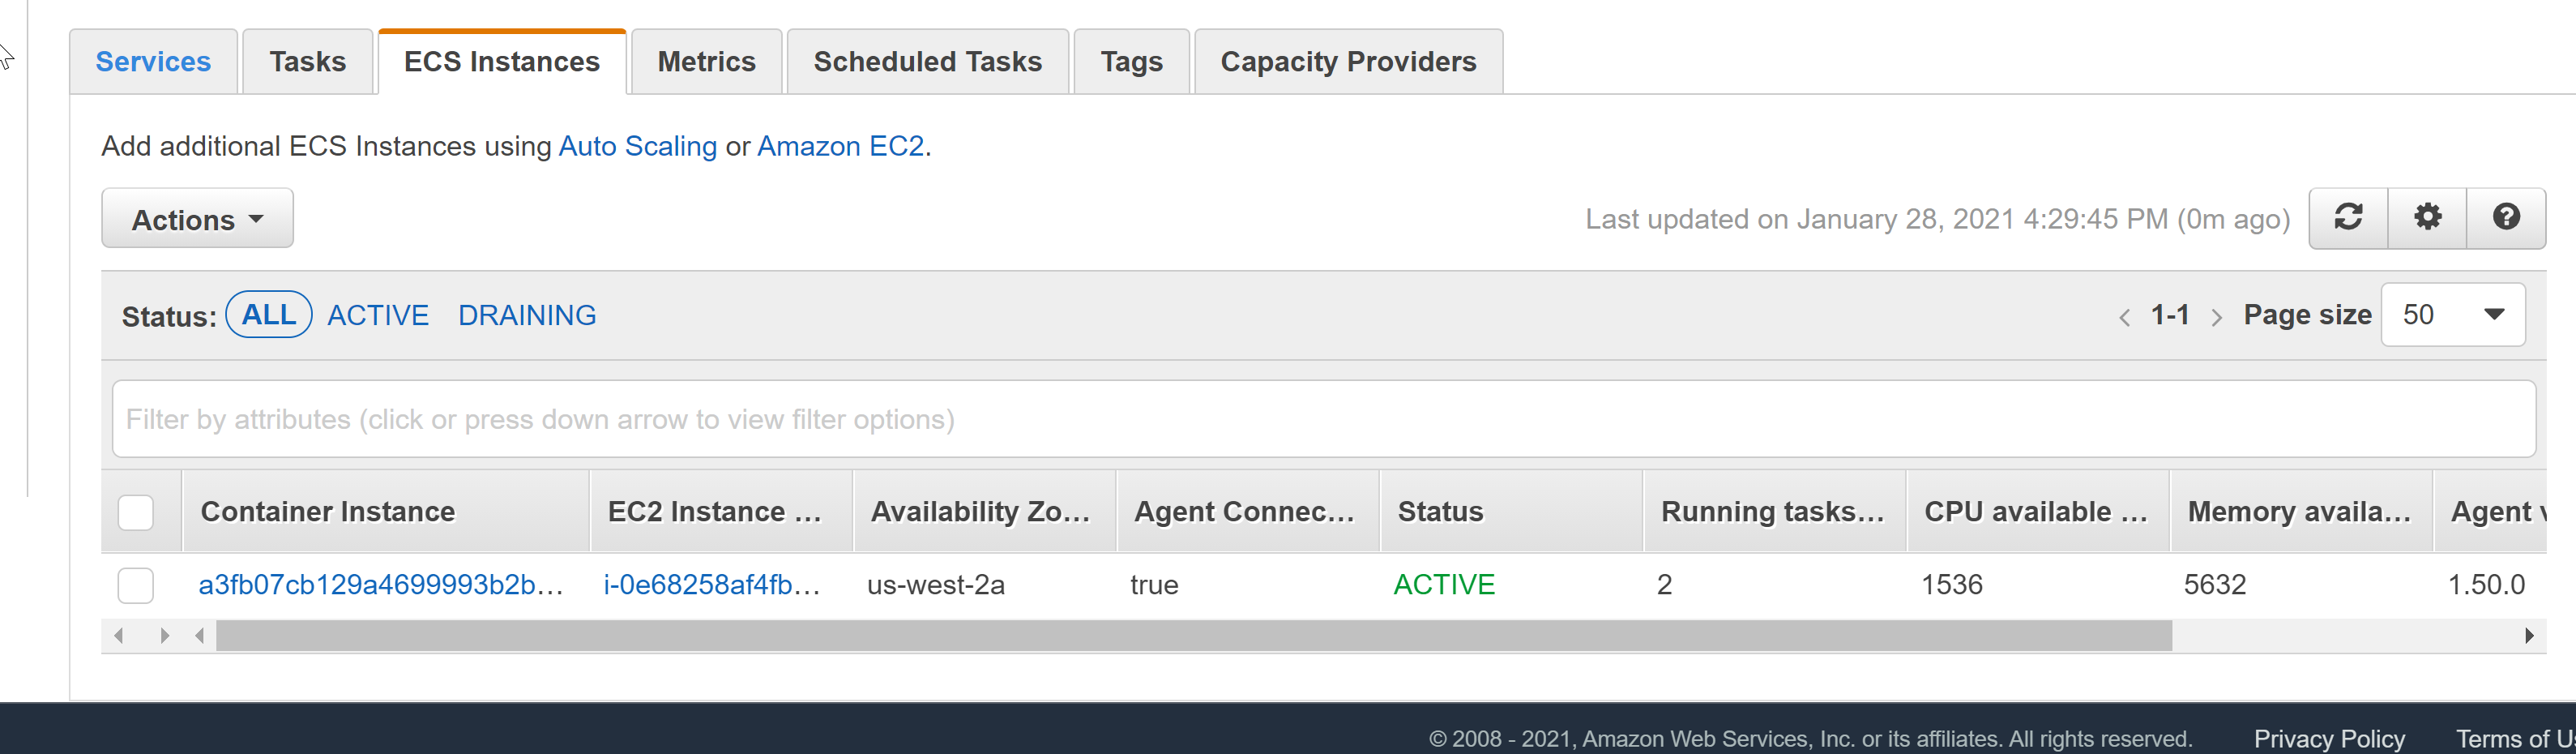 Services Tasks ECS Instances Metrics Scheduled Tasks Tags Capacity Providers
Add additional ECS Instances using Auto Scaling or Amazon EC2.
Actions Last updated on January 28, 2021 4:29:45 PM (0m ago)
Status: ALL ACTIVE DRAINING 1-1 Page size 50
Filter by attributes (click or press down arrow to view filter options)
Container Instance EC2 Instance ... Availability Zo... Agent Connec... Status Running tasks... CPU available ... Memory availa... Agent v
a3fb07cb129a4699993b2b... i-0e68258af4fb... us-west-2a true ACTIVE 2 1536 5632 1.50.0
© 2008 - 2021, Amazon Web Services, Inc. or its affiliates. All rights reserved. Privacy Policy Terms of U